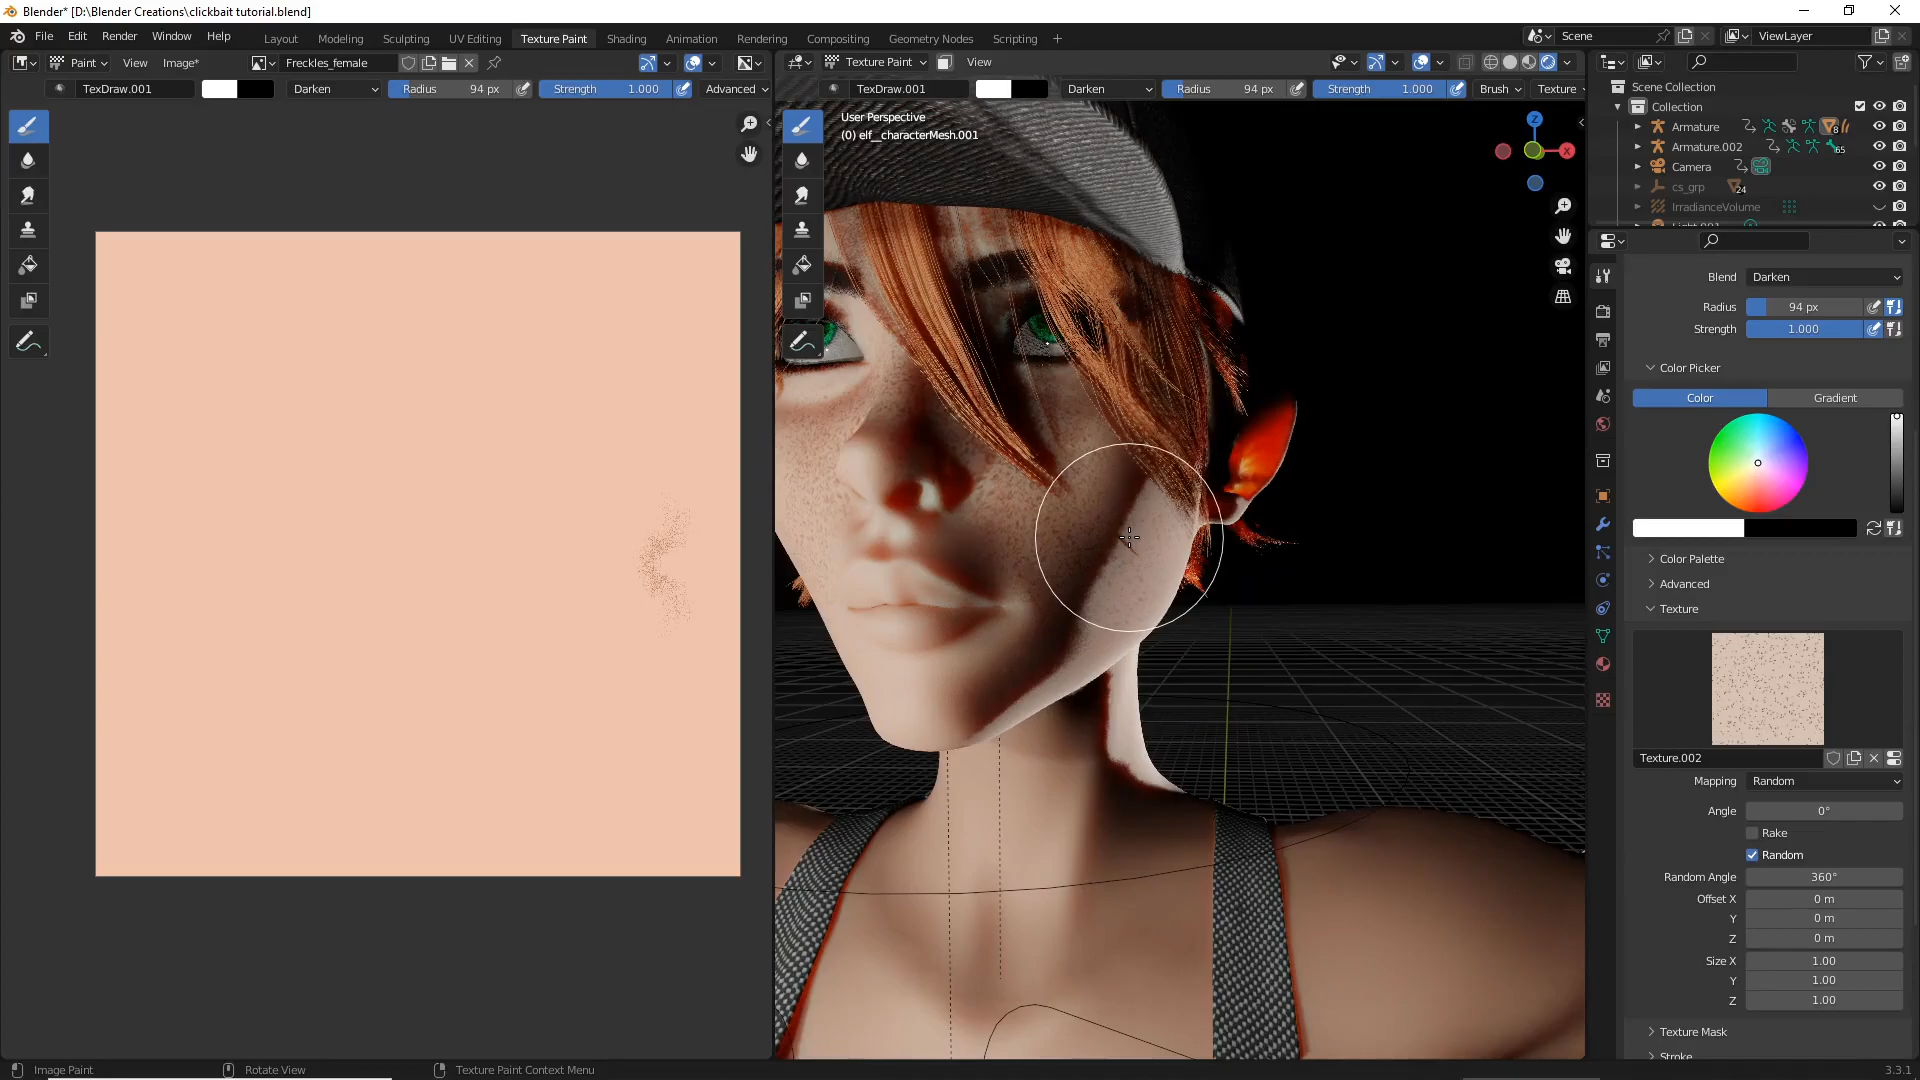 Blender* [D:\Blender Creations\clickbait tutorial.blend]
File Edit Render Window Help
Layout Modeling Sculpting UV Editing Texture Paint Shading Animation Rendering Compositing Geometry Nodes Scripting +
Scene
ViewLayer
Paint View Image* Freckles_female
TexDraw.001 Darken Radius 94 px Strength 1.000 Advanced
Texture Paint View
TexDraw.001 Darken Radius 94 px Strength 1.000 Brush Texture
User Perspective
(0) elf__characterMesh.001
Z
X
Scene Collection
Collection
Armature 8
Armature.002 65
Camera
cs_grp 24
IrradianceVolume
Light.001
Blend Darken
Radius 94 px
Strength 1.000
Color Picker
Color Gradient
Color Palette
Advanced
Texture
Texture.002
Mapping Random
Angle 0°
Rake
Random
Random Angle 360°
Offset X 0 m
Y 0 m
Z 0 m
Size X 1.00
Y 1.00
Z 1.00
Texture Mask
Stroke
Image Paint Rotate View Texture Paint Context Menu 3.3.1